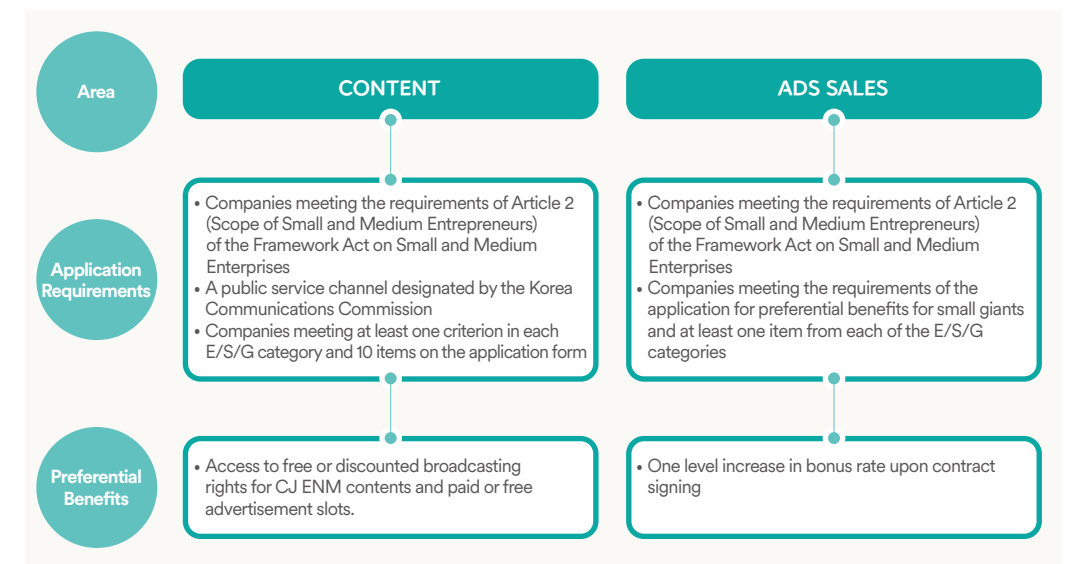 Area
CONTENT
ADS SALES
Application
Requirements
• Companies meeting the requirements of Article 2
(Scope of Small and Medium Entrepreneurs)
of the Framework Act on Small and Medium
Enterprises
• A public service channel designated by the Korea
Communications Commission
• Companies meeting at least one criterion in each
E/S/G category and 10 items on the application form
• Companies meeting the requirements of Article 2
(Scope of Small and Medium Entrepreneurs)
of the Framework Act on Small and Medium
Enterprises
• Companies meeting the requirements of the
application for preferential benefits for small giants
and at least one item from each of the E/S/G
categories
Preferential
Benefits
• Access to free or discounted broadcasting
rights for CJ ENM contents and paid or free
advertisement slots.
• One level increase in bonus rate upon contract
signing